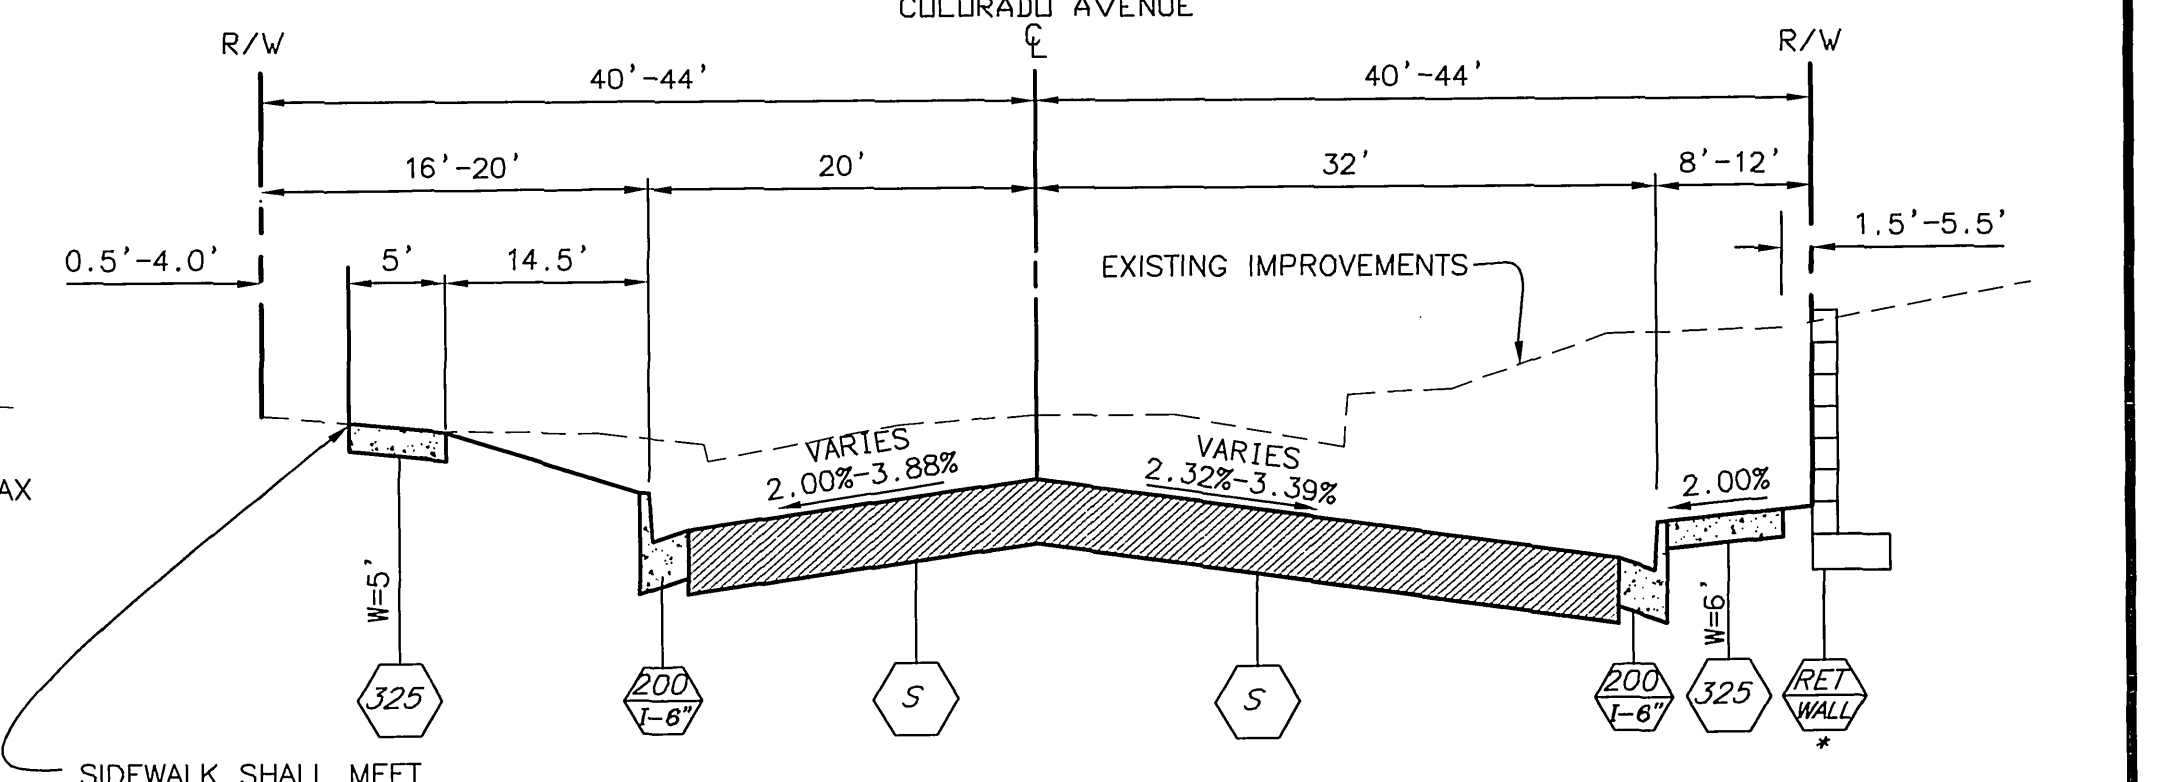 COLORADO AVENUE
R/W
CL
R/W
40'-44'
40'-44'
16'-20'
20'
32'
8'-12'
0.5'-4.0'
5'
14.5'
1.5'-5.5'
EXISTING IMPROVEMENTS
VARIES
2.00%-3.88%
VARIES
2.32%-3.39%
2.00%
AX
W=5'
W=6'
325
200
I-6"
S
S
200
I-6"
325
RET
WALL
*
SIDEWALK SHALL MEET